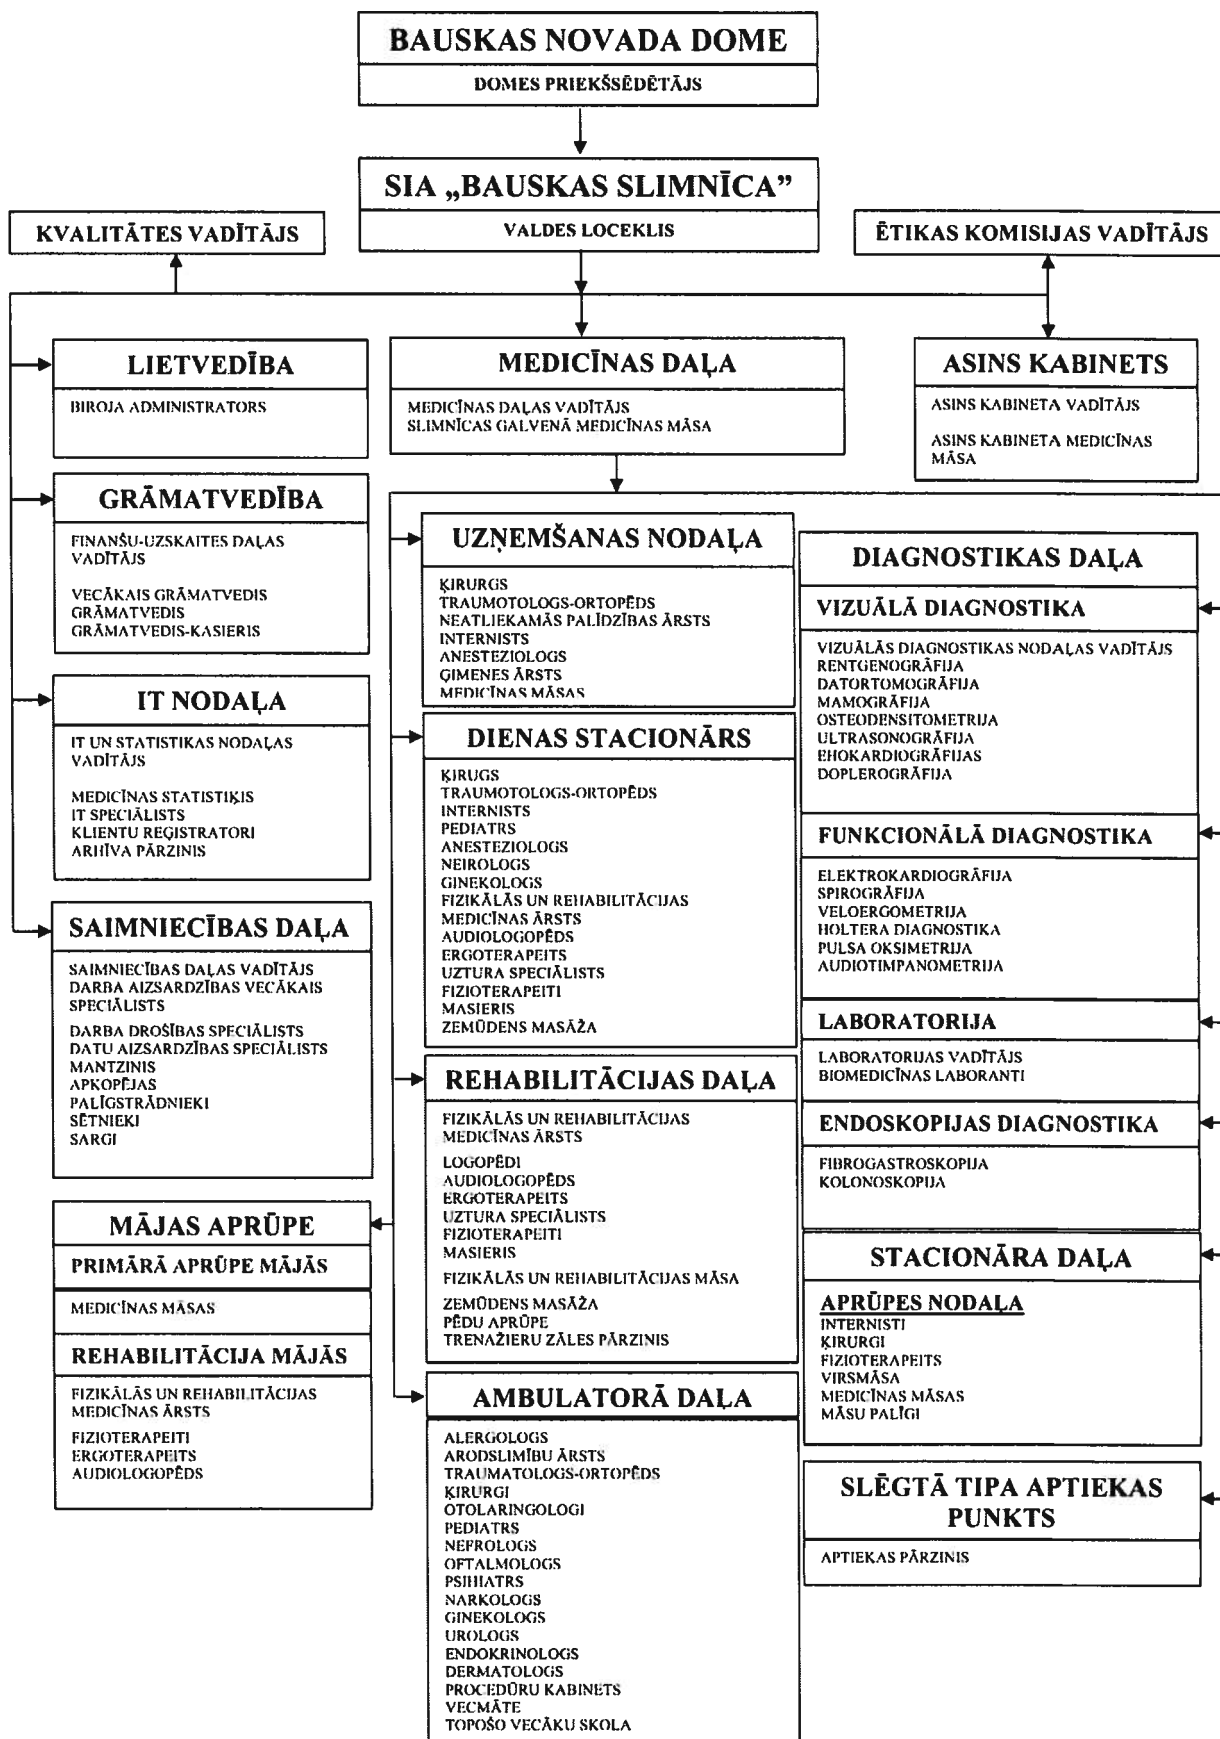 BAUSKAS NOVADA DOME
DOMES PRIEKŠSĒDĒTĀJS
SIA „BAUSKAS SLIMNĪCA”
VALDES LOCEKLIS
KVALITĀTES VADĪTĀJS
ĒTIKAS KOMISIJAS VADĪTĀJS
LIETVEDĪBA
BIROJA ADMINISTRATORS
GRĀMATVEDĪBA
FINANŠU-UZSKAITES DAĻAS
VADĪTĀJS
VECĀKAIS GRĀMATVEDIS
GRĀMATVEDIS
GRĀMATVEDIS-KASIERIS
IT NODAĻA
IT UN STATISTIKAS NODAĻAS
VADĪTĀJS
MEDICĪNAS STATISTIĶIS
IT SPECIĀLISTS
KLIENTU REĢISTRATORI
ARHĪVA PĀRZINIS
SAIMNIECĪBAS DAĻA
SAIMNIECĪBAS DAĻAS VADĪTĀJS
DARBA AIZSARDZĪBAS VECĀKAIS
SPECIĀLISTS
DARBA DROŠĪBAS SPECIĀLISTS
DATU AIZSARDZĪBAS SPECIĀLISTS
MANTZINIS
APKOPĒJAS
PALĪGSTRĀDNIEKI
SĒTNIEKI
SARGI
MĀJAS APRŪPE
PRIMĀRĀ APRŪPE MĀJĀS
MEDICĪNAS MĀSAS
REHABILITĀCIJA MĀJĀS
FIZIKĀLĀS UN REHABILITĀCIJAS
MEDICĪNAS ĀRSTS
FIZIOTERAPEITI
ERGOTERAPEITS
AUDIOLOGOPĒDS
MEDICĪNAS DAĻA
MEDICĪNAS DAĻAS VADĪTĀJS
SLIMNĪCAS GALVENĀ MEDICĪNAS MĀSA
UZŅEMŠANAS NODAĻA
ĶIRURGS
TRAUMOTOLOGS-ORTOPĒDS
NEATLIEKAMĀS PALĪDZĪBAS ĀRSTS
INTERNISTS
ANESTEZIOLOGS
ĢIMENES ĀRSTS
MEDICĪNAS MĀSAS
DIENAS STACIONĀRS
ĶIRUGS
TRAUMOTOLOGS-ORTOPĒDS
INTERNISTS
PEDIATRS
ANESTEZIOLOGS
NEIROLOGS
GINEKOLOGS
FIZIKĀLĀS UN REHABILITĀCIJAS
MEDICĪNAS ĀRSTS
AUDIOLOGOPĒDS
ERGOTERAPEITS
UZTURA SPECIĀLISTS
FIZIOTERAPEITI
MASIERIS
ZEMŪDENS MASĀŽA
REHABILITĀCIJAS DAĻA
FIZIKĀLĀS UN REHABILITĀCIJAS
MEDICĪNAS ĀRSTS
LOGOPĒDI
AUDIOLOGOPĒDS
ERGOTERAPEITS
UZTURA SPECIĀLISTS
FIZIOTERAPEITI
MASIERIS
FIZIKĀLĀS UN REHABILITĀCIJAS MĀSA
ZEMŪDENS MASĀŽA
PĒDU APRŪPE
TRENAŽIERU ZĀLES PĀRZINIS
AMBULATORĀ DAĻA
ALERGOLOGS
ARODSLIMĪBU ĀRSTS
TRAUMATOLOGS-ORTOPĒDS
ĶIRURGI
OTOLARINGOLOGI
PEDIATRS
NEFROLOGS
OFTALMOLOGS
PSIHIATRS
NARKOLOGS
GINEKOLOGS
UROLOGS
ENDOKRINOLOGS
DERMATOLOGS
PROCEDŪRU KABINETS
VECMĀTE
TOPOŠO VECĀKU SKOLA
ASINS KABINETS
ASINS KABINETA VADĪTĀJS
ASINS KABINETA MEDICĪNAS
MĀSA
DIAGNOSTIKAS DAĻA
VIZUĀLĀ DIAGNOSTIKA
VIZUĀLĀS DIAGNOSTIKAS NODAĻAS VADĪTĀJS
RENTGENOGRĀFIJA
DATORTOMOGRĀFIJA
MAMOGRĀFIJA
OSTEODENSITOMETRIJA
ULTRASONOGRĀFIJA
EHOKARDIOGRĀFIJAS
DOPLEROGRĀFIJA
FUNKCIONĀLĀ DIAGNOSTIKA
ELEKTROKARDIOGRĀFIJA
SPIROGRĀFIJA
VELOERGOMETRIJA
HOLTERA DIAGNOSTIKA
PULSA OKSIMETRIJA
AUDIOTIMPANOMETRIJA
LABORATORIJA
LABORATORIJAS VADĪTĀJS
BIOMEDICĪNAS LABORANTI
ENDOSKOPIJAS DIAGNOSTIKA
FIBROGASTROSKOPIJA
KOLONOSKOPIJA
STACIONĀRA DAĻA
APRŪPES NODAĻA
INTERNISTI
ĶIRURGI
FIZIOTERAPEITS
VIRSMĀSA
MEDICĪNAS MĀSAS
MĀSU PALĪGI
SLĒGTĀ TIPA APTIEKAS
PUNKTS
APTIEKAS PĀRZINIS